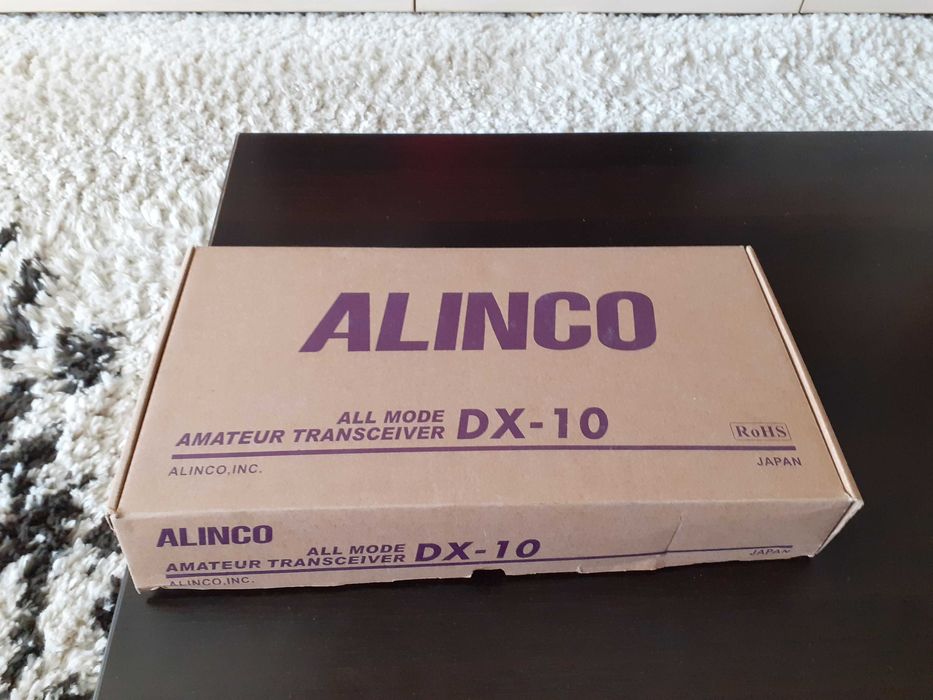 ALINCO
ALL MODE
AMATEUR TRANSCEIVER DX-10
RoHS
ALINCO,INC.
JAPAN
ALINCO
ALL MODE
AMATEUR TRANSCEIVER DX-10
JAPAN
ALINCO,INC.